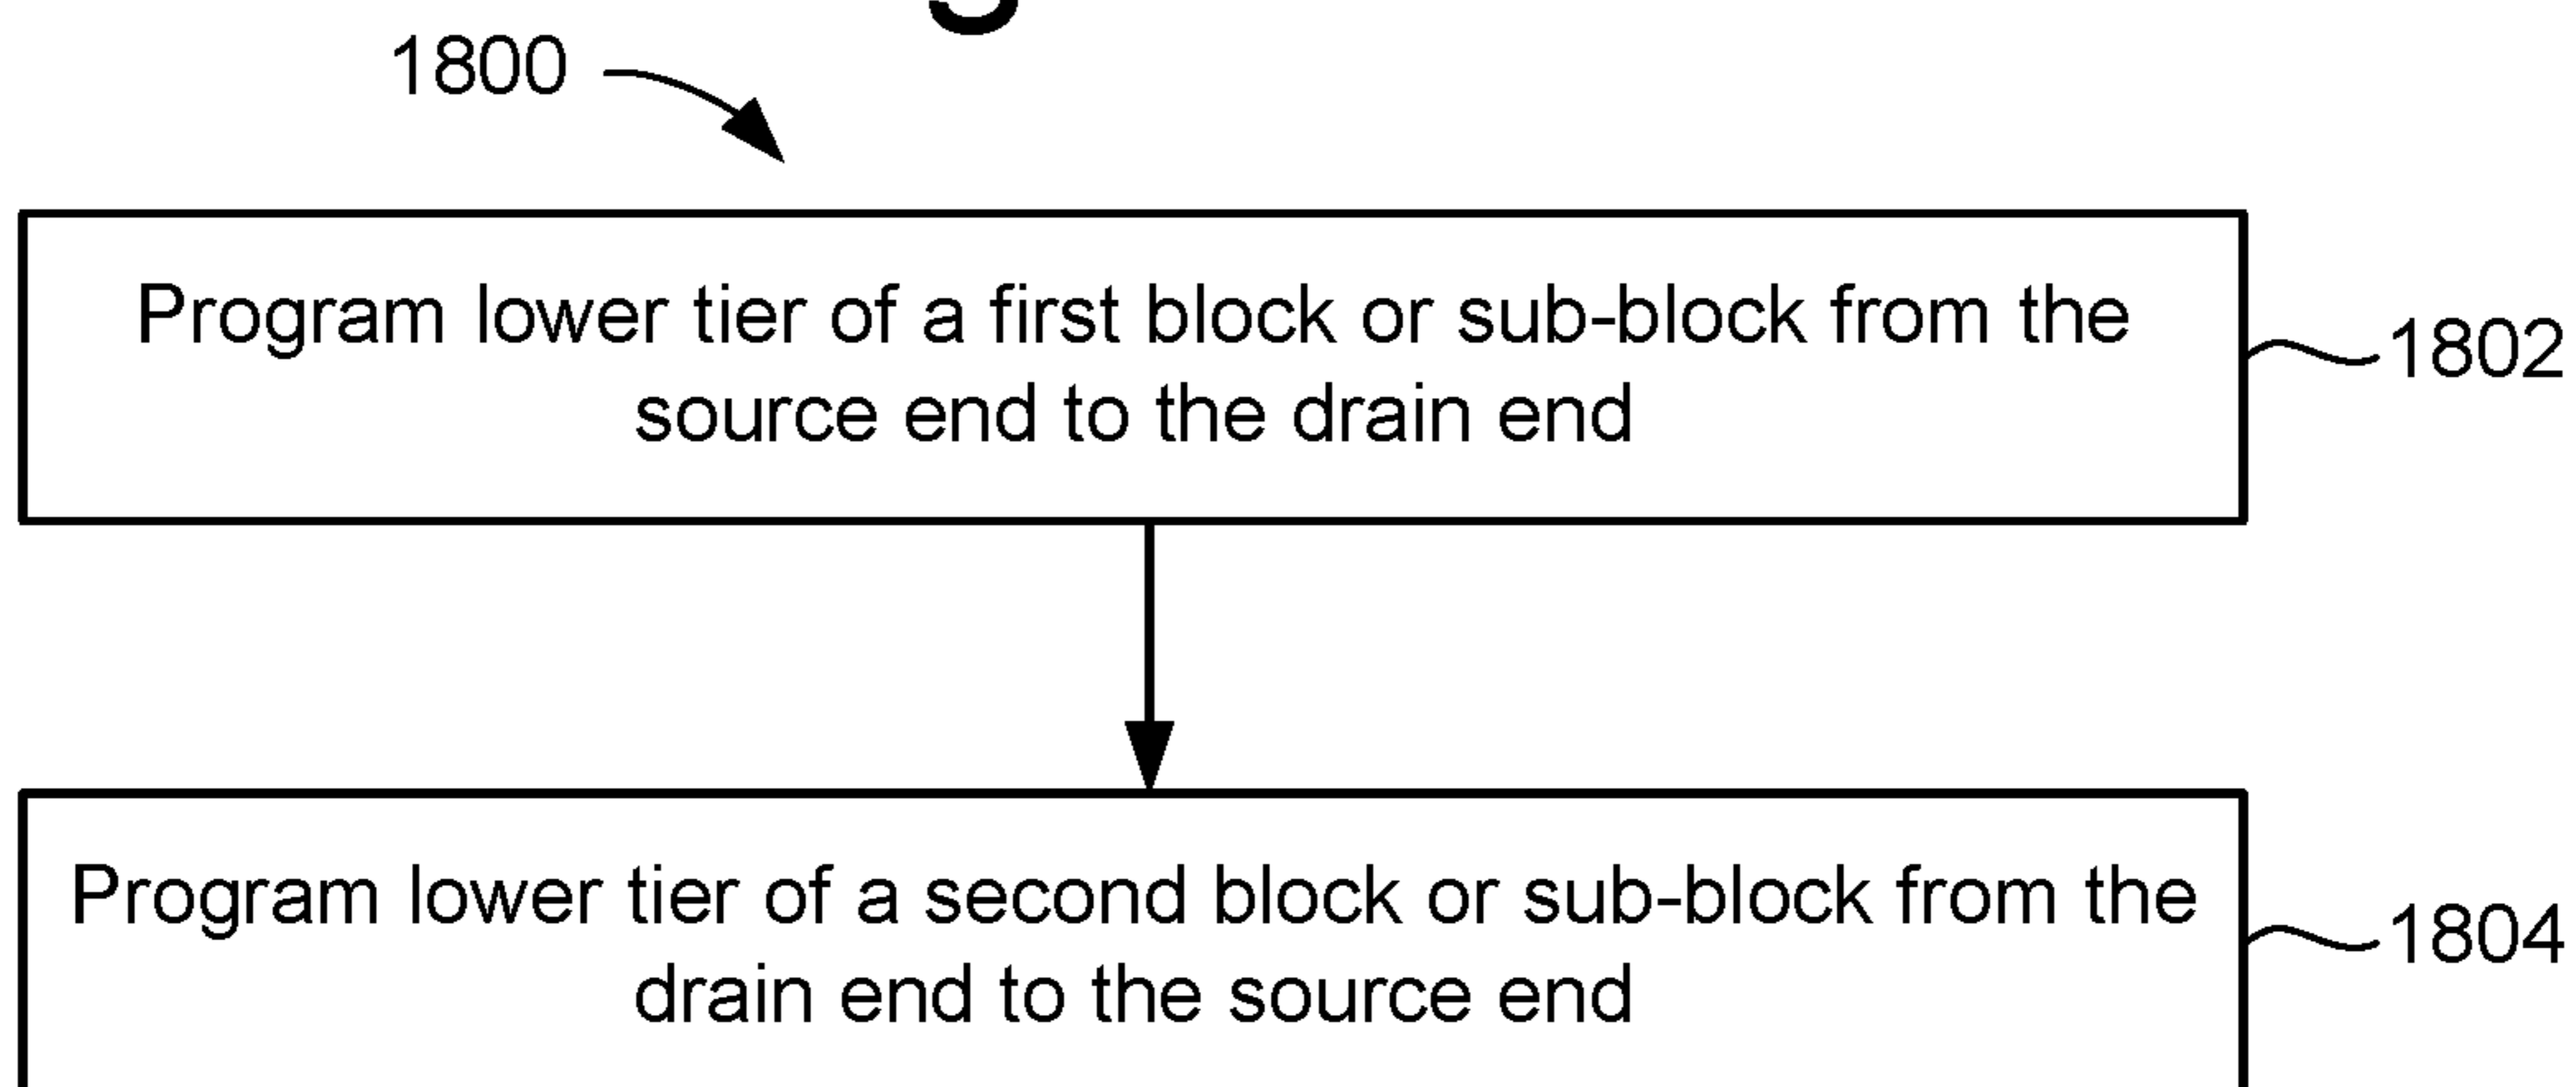 1800
Program lower tier of a first block or sub-block from the
source end to the drain end
1802
Program lower tier of a second block or sub-block from the
drain end to the source end
1804